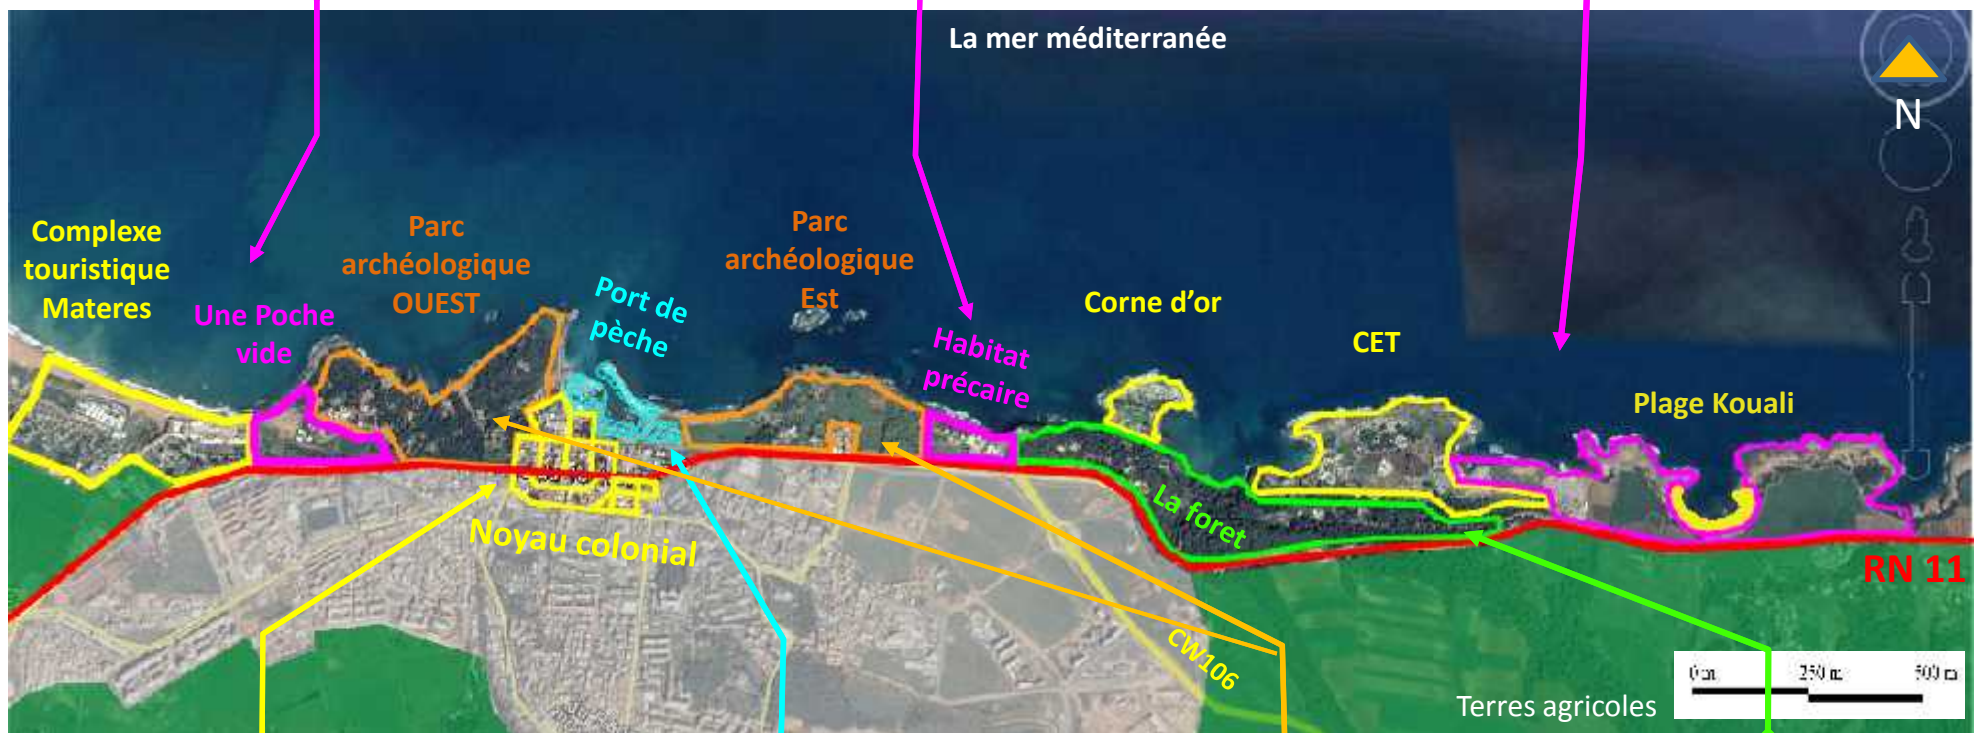 La mer méditerranée
N
Complexe
touristique
Materes
Une Poche
vide
Parc
archéologique
OUEST
Port de
pèche
Parc
archéologique
Est
Habitat
précaire
Corne d'or
CET
Plage Kouali
Noyau colonial
La foret
RN 11
CW106
Terres agricoles
0 m 250 m 500 m